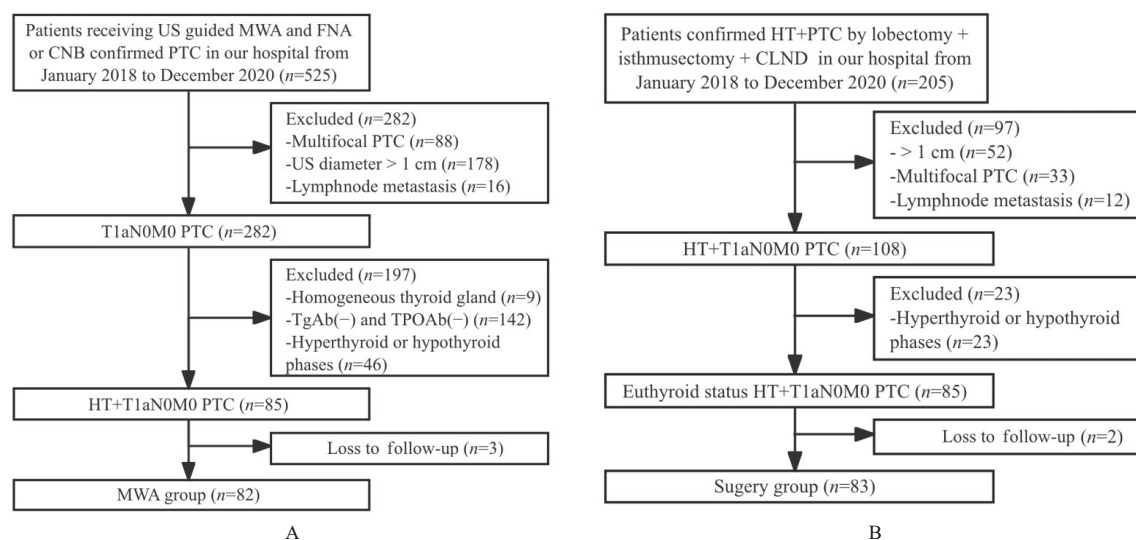 Patients receiving US guided MWA and FNA
or CNB confirmed PTC in our hospital from
January 2018 to December 2020 (n=525)
Excluded (n=282)
-Multifocal PTC (n=88)
-US diameter > 1 cm (n=178)
-Lymphnode metastasis (n=16)
T1aN0M0 PTC (n=282)
Excluded (n=197)
-Homogeneous thyroid gland (n=9)
-TgAb(−) and TPOAb(−) (n=142)
-Hyperthyroid or hypothyroid
phases (n=46)
HT+T1aN0M0 PTC (n=85)
Loss to follow-up (n=3)
MWA group (n=82)
A
Patients confirmed HT+PTC by lobectomy +
isthmusectomy + CLND in our hospital from
January 2018 to December 2020 (n=205)
Excluded (n=97)
- > 1 cm (n=52)
-Multifocal PTC (n=33)
-Lymphnode metastasis (n=12)
HT+T1aN0M0 PTC (n=108)
Excluded (n=23)
-Hyperthyroid or hypothyroid
phases (n=23)
Euthyroid status HT+T1aN0M0 PTC (n=85)
Loss to follow-up (n=2)
Sugery group (n=83)
B